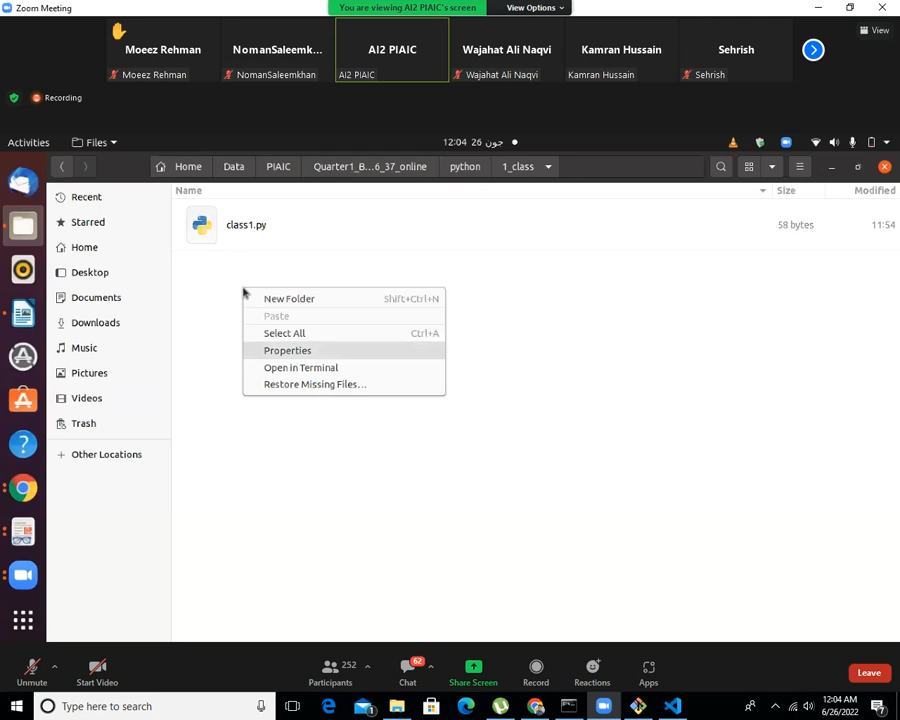 Zoom Meeting
You are viewing AI2 PIAIC's screen
View Options
Moeez Rehman
NomanSaleemk...
AI2 PIAIC
Wajahat Ali Naqvi
Kamran Hussain
Sehrish
View
Moeez Rehman
NomanSaleemkhan
AI2 PIAIC
Wajahat Ali Naqvi
Kamran Hussain
Sehrish
Recording
Activities
Files
12:04 26 جون
Home
Data
PIAIC
Quarter1_B...6_37_online
python
1_class
Name
Size
Modified
class1.py
58 bytes
11:54
Recent
Starred
Home
Desktop
Documents
Downloads
Music
Pictures
Videos
Trash
Other Locations
New Folder Shift+Ctrl+N
Paste
Select All Ctrl+A
Properties
Open in Terminal
Restore Missing Files...
Unmute
Start Video
252
Participants
62
Chat
Share Screen
Record
Reactions
Apps
Leave
Type here to search
1
12:04 AM
6/26/2022
7